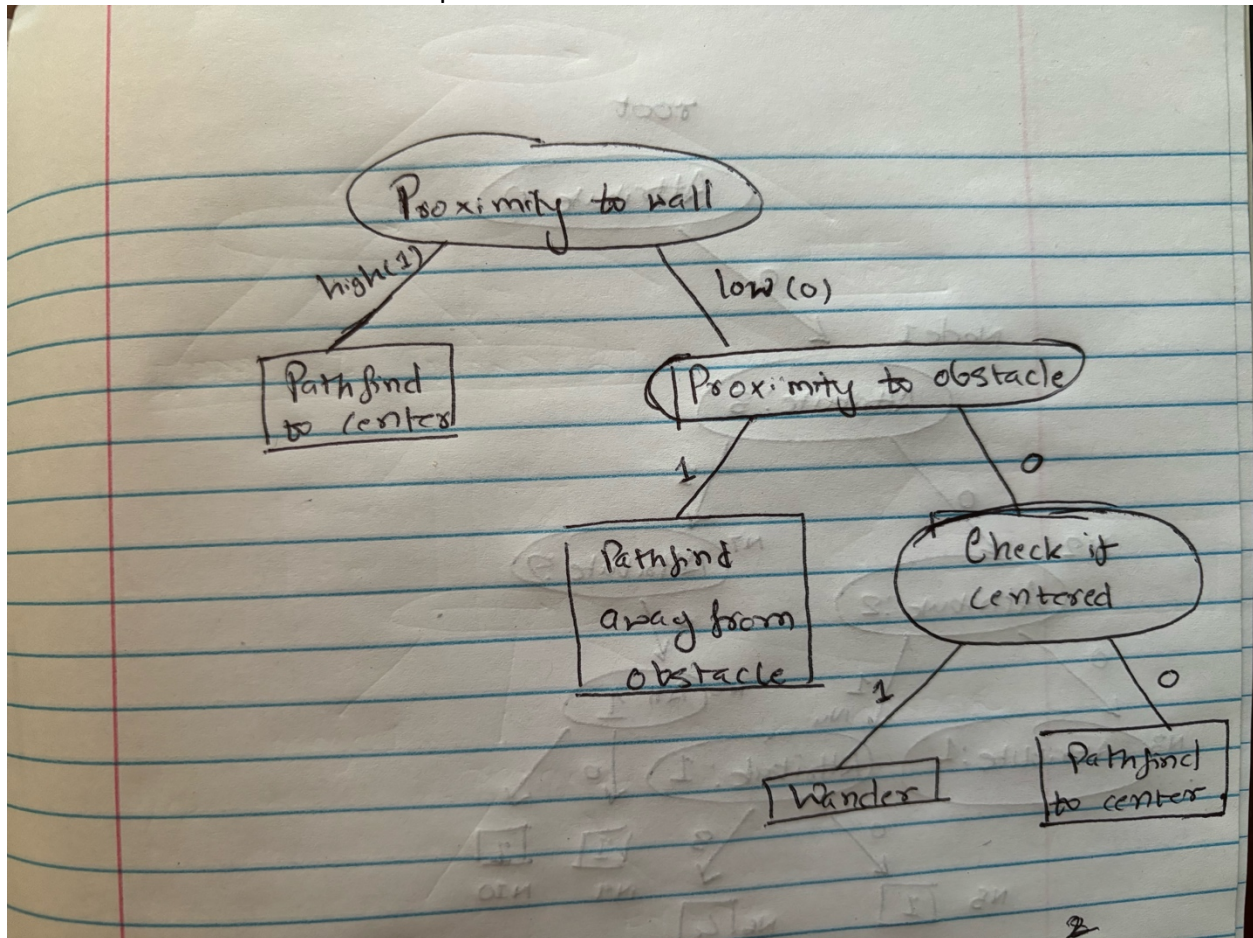 Proximity to wall
high(1)
low (0)
Pathfind
to center
Proximity to obstacle
1
0
Pathfind
away from
obstacle
Check if
centered
1
0
Wander
Pathfind
to center